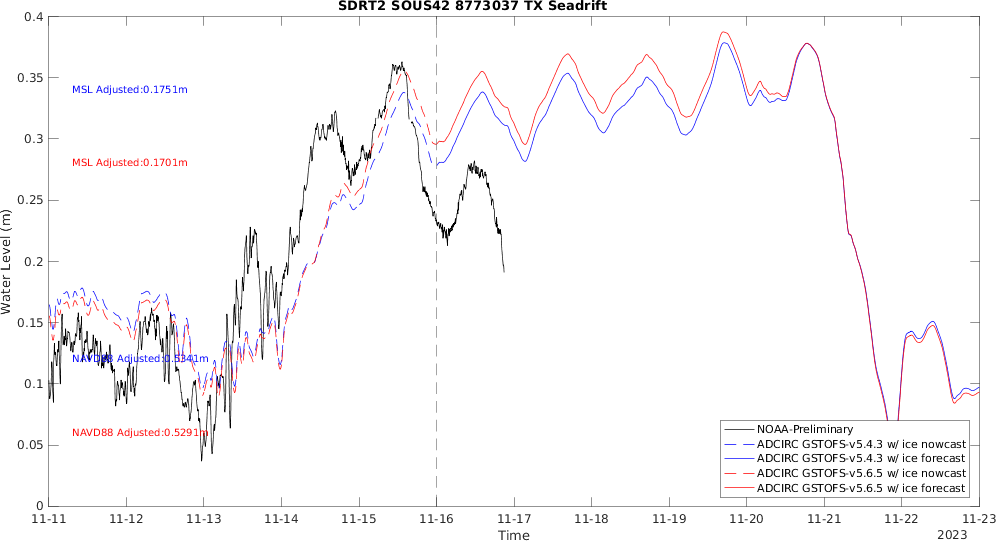 SDRT2 SOUS42 8773037 TX Seadrift
0.4
0.35
0.3
0.25
0.2
0.15
0.1
0.05
0
Water Level (m)
MSL Adjusted:0.1751m
MSL Adjusted:0.1701m
NAVD88 Adjusted:0.5341m
NAVD88 Adjusted:0.5291m
NOAA-Preliminary
ADCIRC GSTOFS-v5.4.3 w/ ice nowcast
ADCIRC GSTOFS-v5.4.3 w/ ice forecast
ADCIRC GSTOFS-v5.6.5 w/ ice nowcast
ADCIRC GSTOFS-v5.6.5 w/ ice forecast
11-11 11-12 11-13 11-14 11-15 11-16 11-17 11-18 11-19 11-20 11-21 11-22 11-23
Time
2023